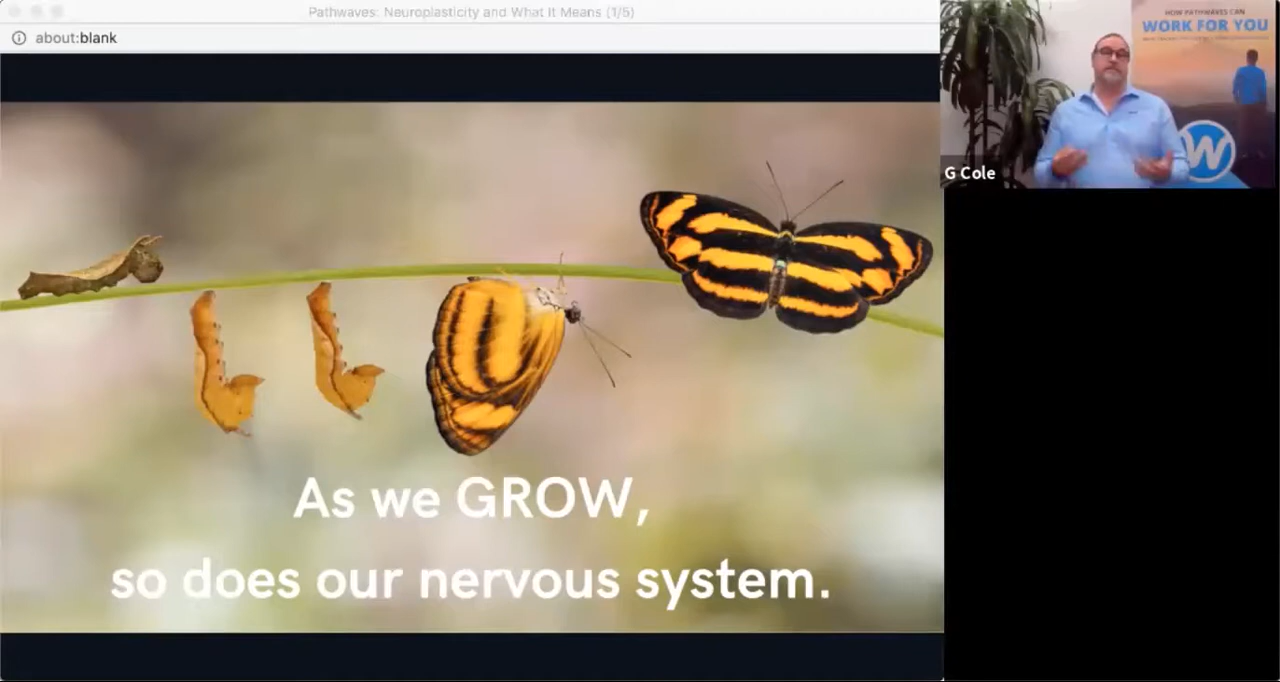 Pathwaves: Neuroplasticity and What It Means (1/5)
about:blank
HOW PATHWAVES CAN
WORK FOR YOU
W
G Cole
As we GROW,
so does our nervous system.